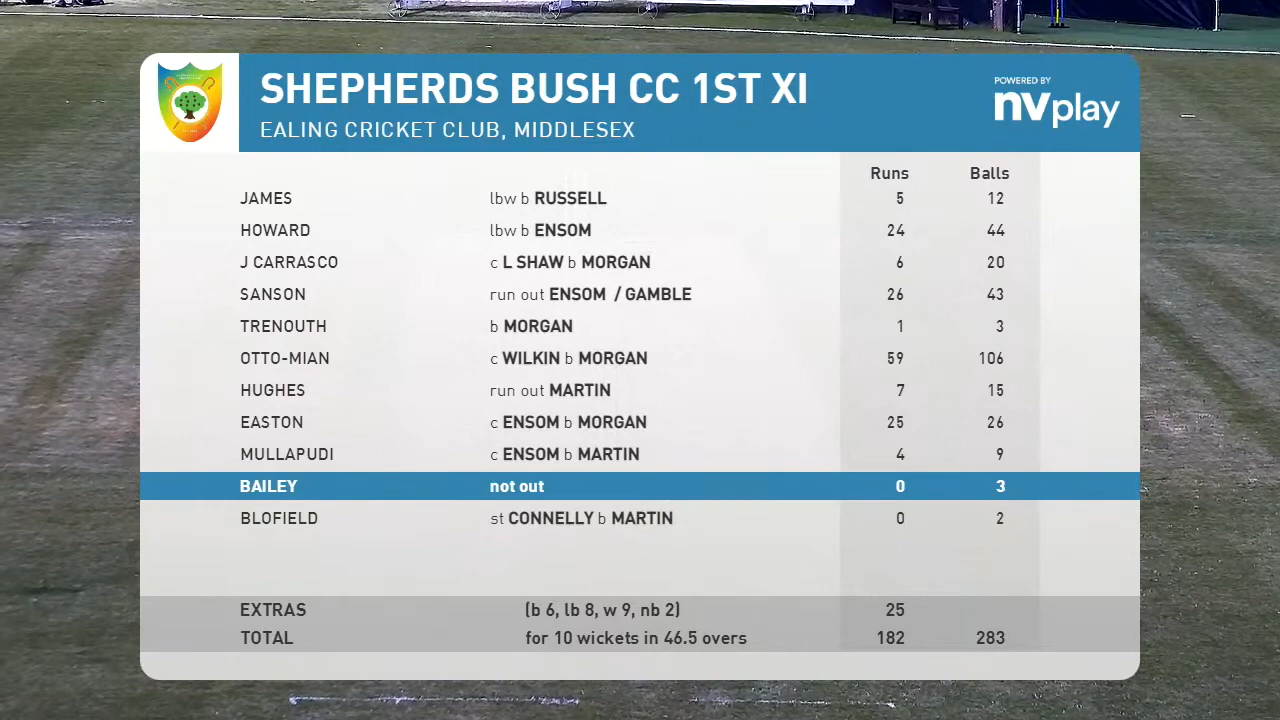 SHEPHERDS BUSH CC 1ST XI
EALING CRICKET CLUB, MIDDLESEX
POWERED BY
nvplay
Runs Balls
JAMES lbw b RUSSELL 5 12
HOWARD lbw b ENSOM 24 44
J CARRASCO c L SHAW b MORGAN 6 20
SANSON run out ENSOM / GAMBLE 26 43
TRENOUTH b MORGAN 1 3
OTTO-MIAN c WILKIN b MORGAN 59 106
HUGHES run out MARTIN 7 15
EASTON c ENSOM b MORGAN 25 26
MULLAPUDI c ENSOM b MARTIN 4 9
BAILEY not out 0 3
BLOFIELD st CONNELLY b MARTIN 0 2
EXTRAS (b 6, lb 8, w 9, nb 2) 25
TOTAL for 10 wickets in 46.5 overs 182 283